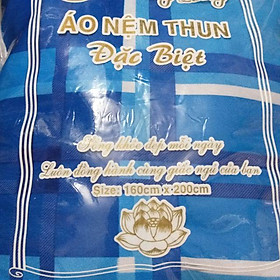 ÁO NỆM THUN
Đặc Biệt
Sống khỏe đẹp mỗi ngày
Luôn đồng hành cùng giấc ngủ của bạn
Size: 160cm x 200cm